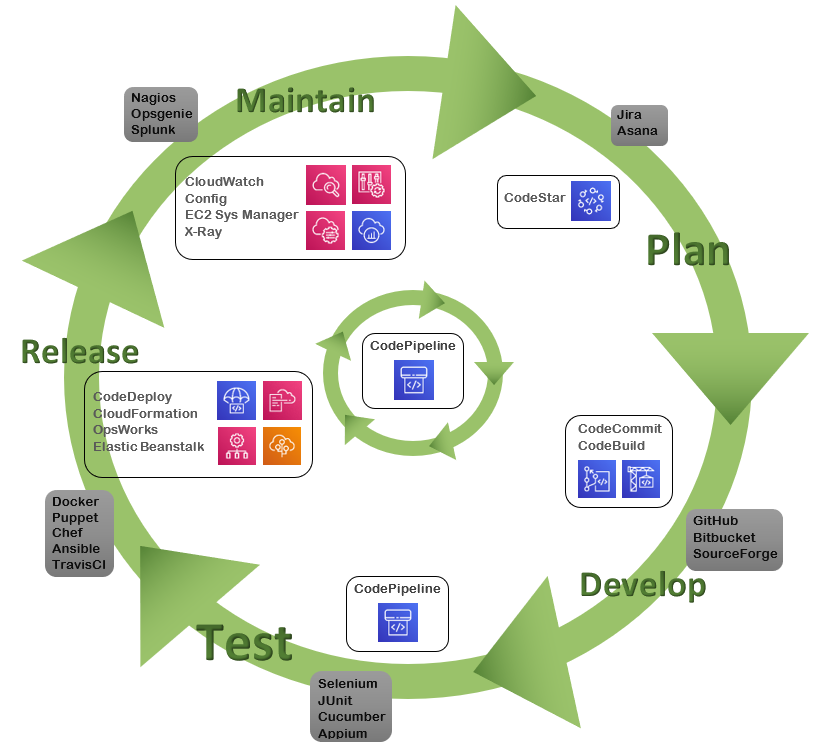 Maintain
Nagios
Opsgenie
Splunk
Jira
Asana
CloudWatch
Config
EC2 Sys Manager
X-Ray
CodeStar
Plan
Release
CodePipeline
CodeDeploy
CloudFormation
OpsWorks
Elastic Beanstalk
CodeCommit
CodeBuild
Docker
Puppet
Chef
Ansible
TravisCI
GitHub
Bitbucket
SourceForge
Develop
CodePipeline
Test
Selenium
JUnit
Cucumber
Appium